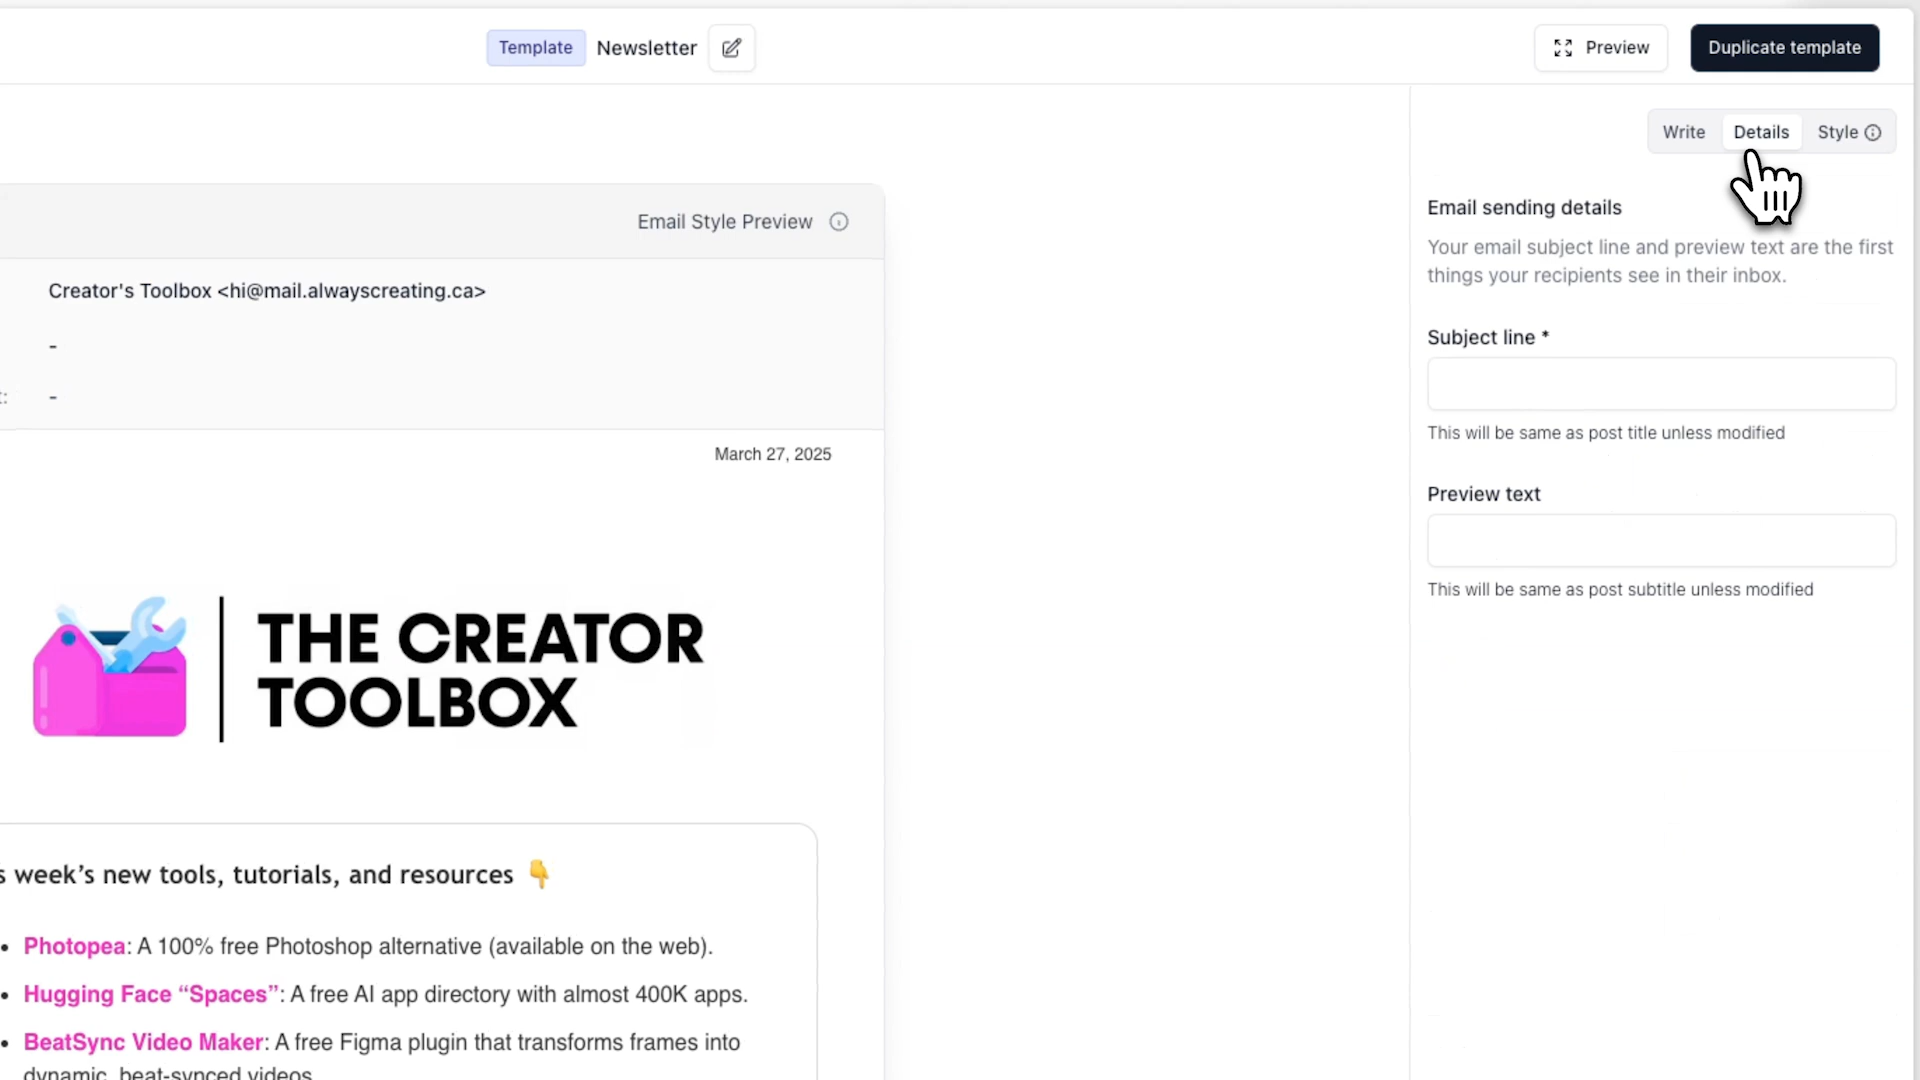 Template Newsletter
Preview
Duplicate template
Write Details Style
Email Style Preview
Creator's Toolbox <hi@mail.alwayscreating.ca>
-
-
March 27, 2025
THE CREATOR
TOOLBOX
week’s new tools, tutorials, and resources 👇
• Photopea: A 100% free Photoshop alternative (available on the web).
• Hugging Face “Spaces”: A free AI app directory with almost 400K apps.
• BeatSync Video Maker: A free Figma plugin that transforms frames into
dynamic, beat-synced videos.
Email sending details
Your email subject line and preview text are the first
things your recipients see in their inbox.
Subject line *
This will be same as post title unless modified
Preview text
This will be same as post subtitle unless modified